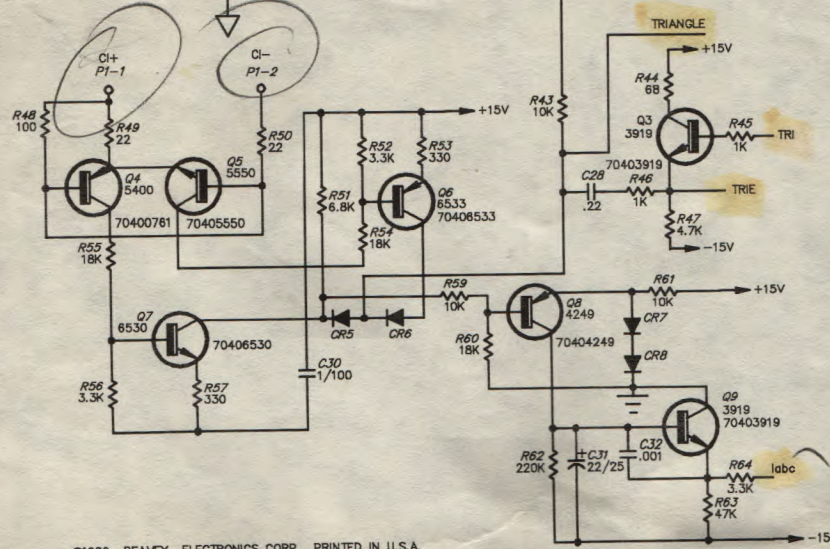 TRIANGLE
CI+
P1-1
CI-
P1-2
+15V
R44
68
R48
100
R49
22
R50
22
+15V
R43
10K
Q3
3919
R45
1K
TRI
70403919
Q4
5400
Q5
5550
70400761
70405550
R52
3.3K
R53
330
R51
6.8K
Q6
6533
70406533
R54
18K
C28
.22
R46
1K
TRIE
R47
4.7K
-15V
R55
18K
R59
10K
R61
10K
+15V
Q7
6530
70406530
CR5
CR6
Q8
4249
70404249
CR7
CR8
R60
18K
R56
3.3K
R57
330
C30
1/100
Q9
3919
70403919
R62
220K
+C31
22/25
C32
.001
R64
3.3K
Iabc
R63
47K
-15
ELECTRONICS CORP. PRINTED IN U.S.A.